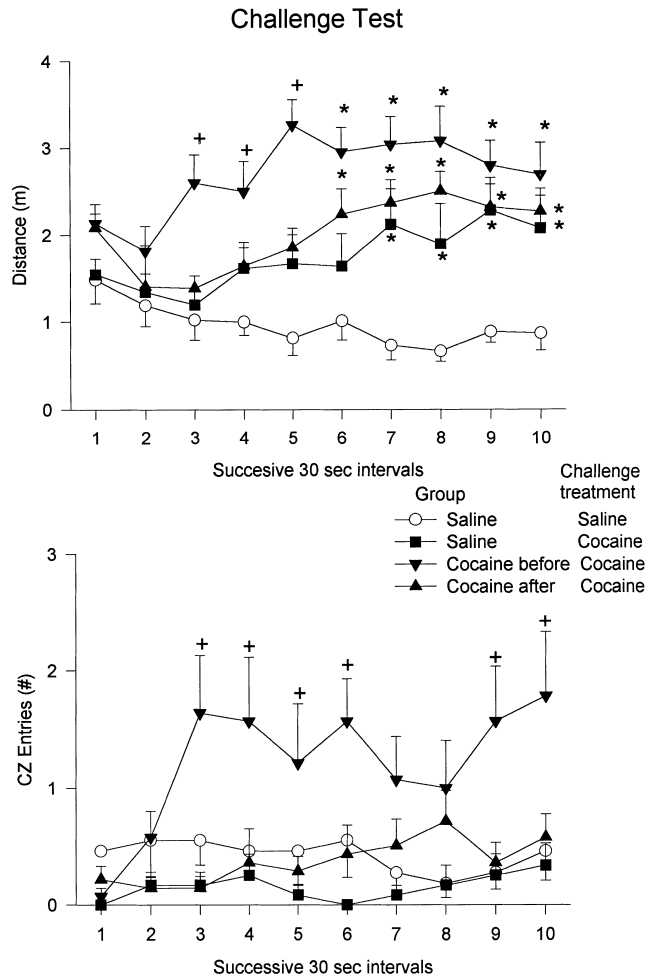 Challenge Test
4
3
2
1
0
Distance (m)
+ + + * * * * *
* * * * *
* * * *
1 2 3 4 5 6 7 8 9 10
Succesive 30 sec intervals
Group Challenge treatment
Saline Saline
Saline Cocaine
Cocaine before Cocaine
Cocaine after Cocaine
3
2
1
0
CZ Entries (#)
+ + + + + +
1 2 3 4 5 6 7 8 9 10
Successive 30 sec intervals